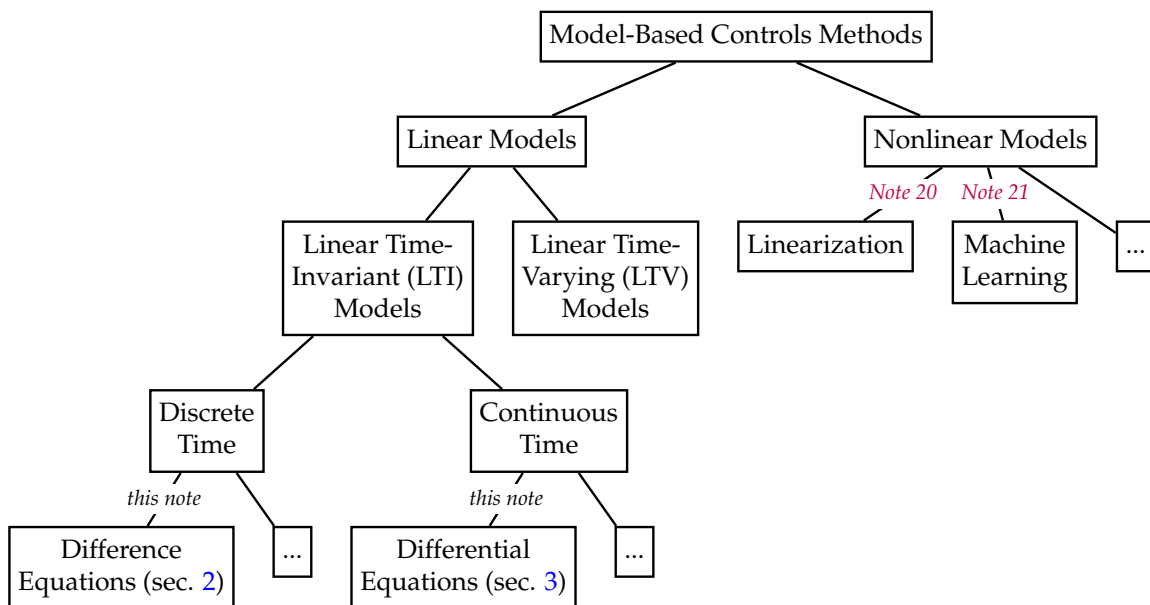 Model-Based Controls Methods
Linear Models
Nonlinear Models
Note 20
Note 21
Linear Time-
Invariant (LTI)
Models
Linear Time-
Varying (LTV)
Models
Linearization
Machine
Learning
...
Discrete
Time
Continuous
Time
this note
this note
Difference
Equations (sec. 2)
...
Differential
Equations (sec. 3)
...